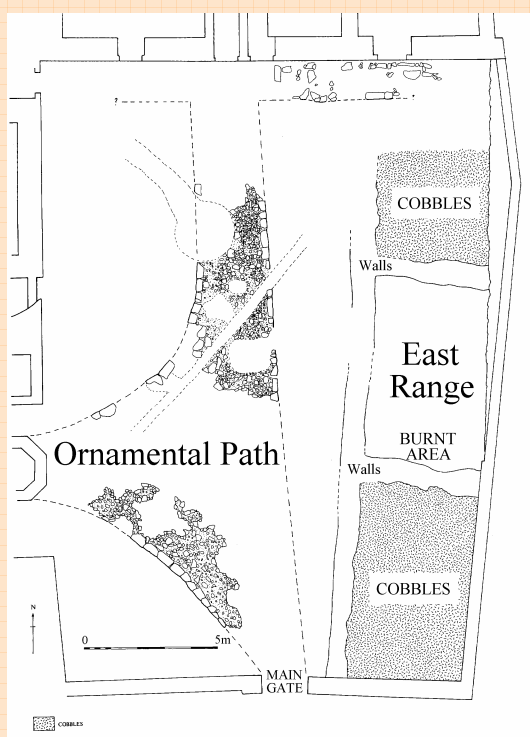 ?
?
COBBLES
Walls
East
Range
BURNT
AREA
Ornamental Path
Walls
COBBLES
N
0 5m
MAIN
GATE
COBBLES